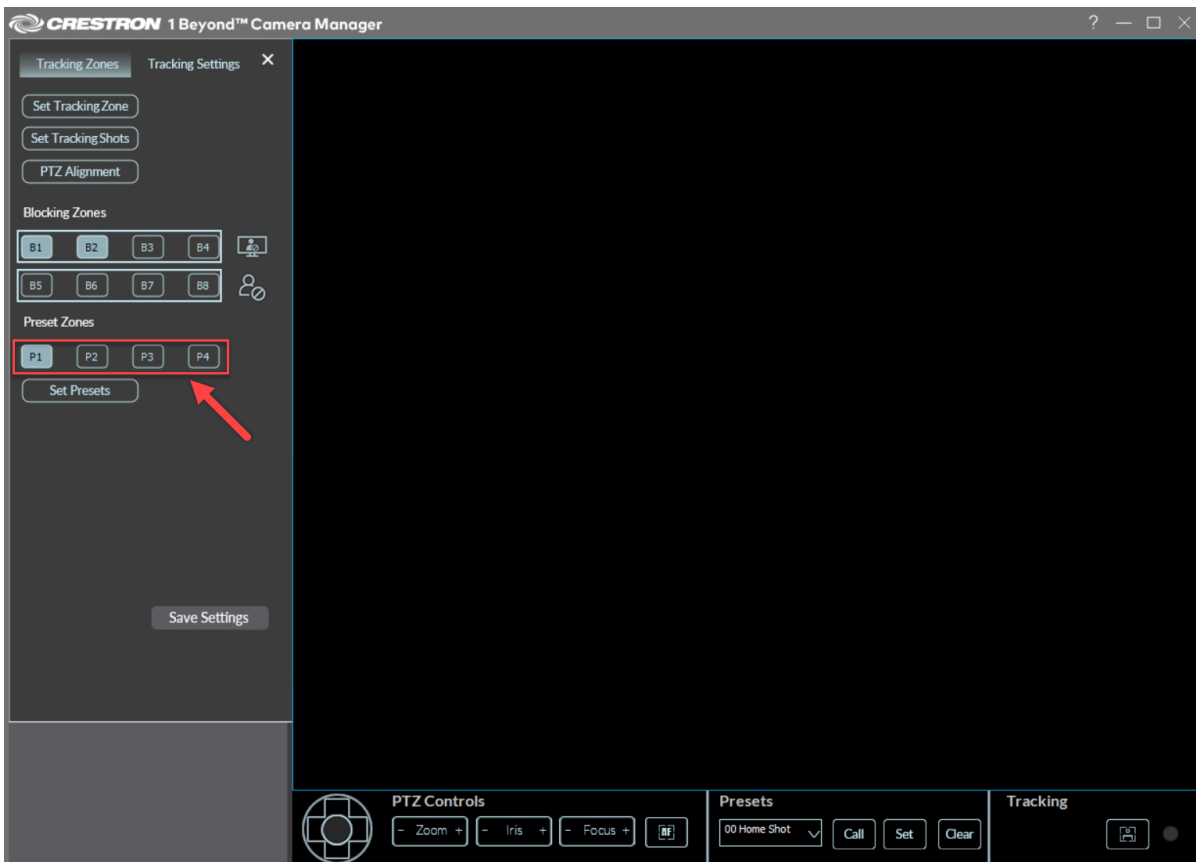 CRESTRON 1 Beyond™ Camera Manager ?
Tracking Zones Tracking Settings
Set Tracking Zone
Set Tracking Shots
PTZ Alignment
Blocking Zones
B1 B2 B3 B4
B5 B6 B7 B8
Preset Zones
P1 P2 P3 P4
Set Presets
Save Settings
PTZ Controls Presets Tracking
- Zoom + - Iris + - Focus + AF 00 Home Shot Call Set Clear